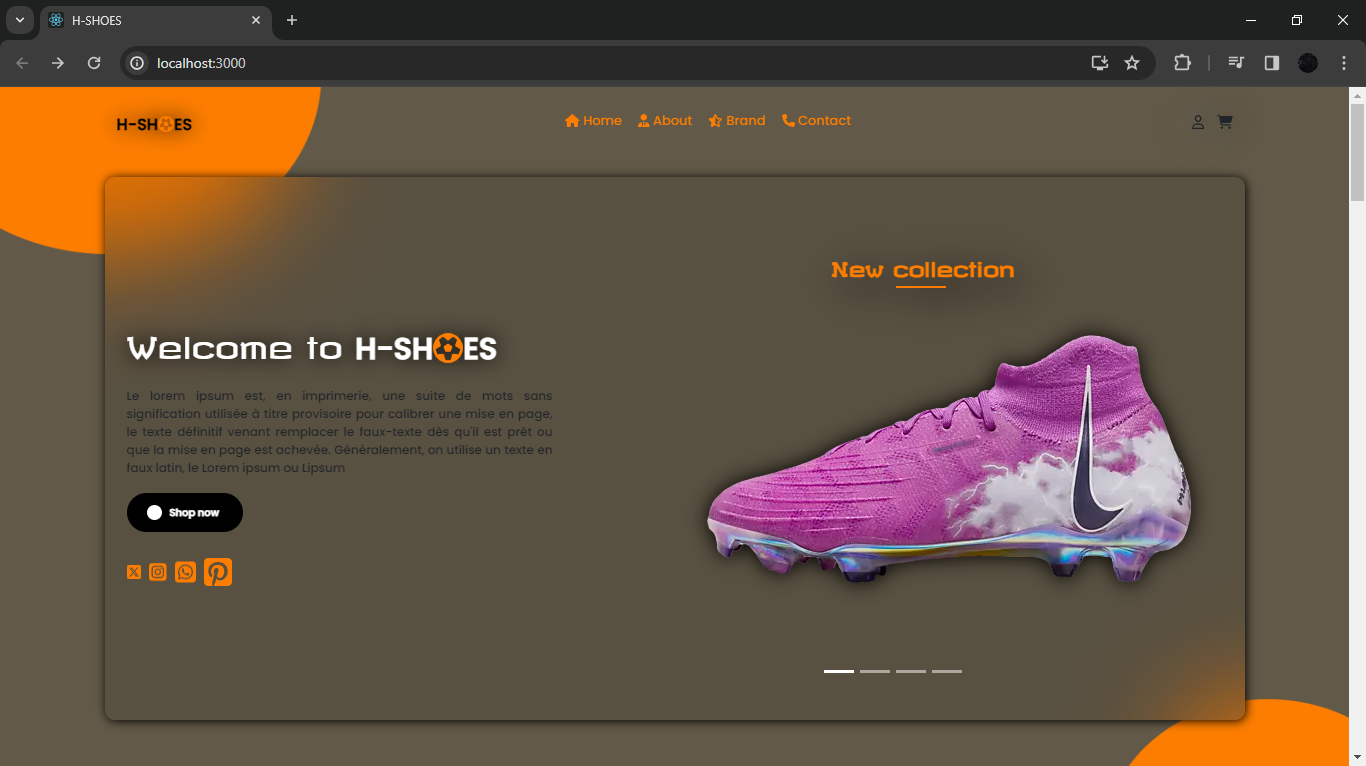 H-SHOES
localhost:3000
H-SHOES
Home About Brand Contact
New collection
Welcome to H-SHOES
Le lorem ipsum est, en imprimerie, une suite de mots sans
signification utilisée à titre provisoire pour calibrer une mise en page,
le texte définitif venant remplacer le faux-texte dès qu'il est prêt ou
que la mise en page est achevée. Généralement, on utilise un texte en
faux latin, le Lorem ipsum ou Lipsum
Shop now